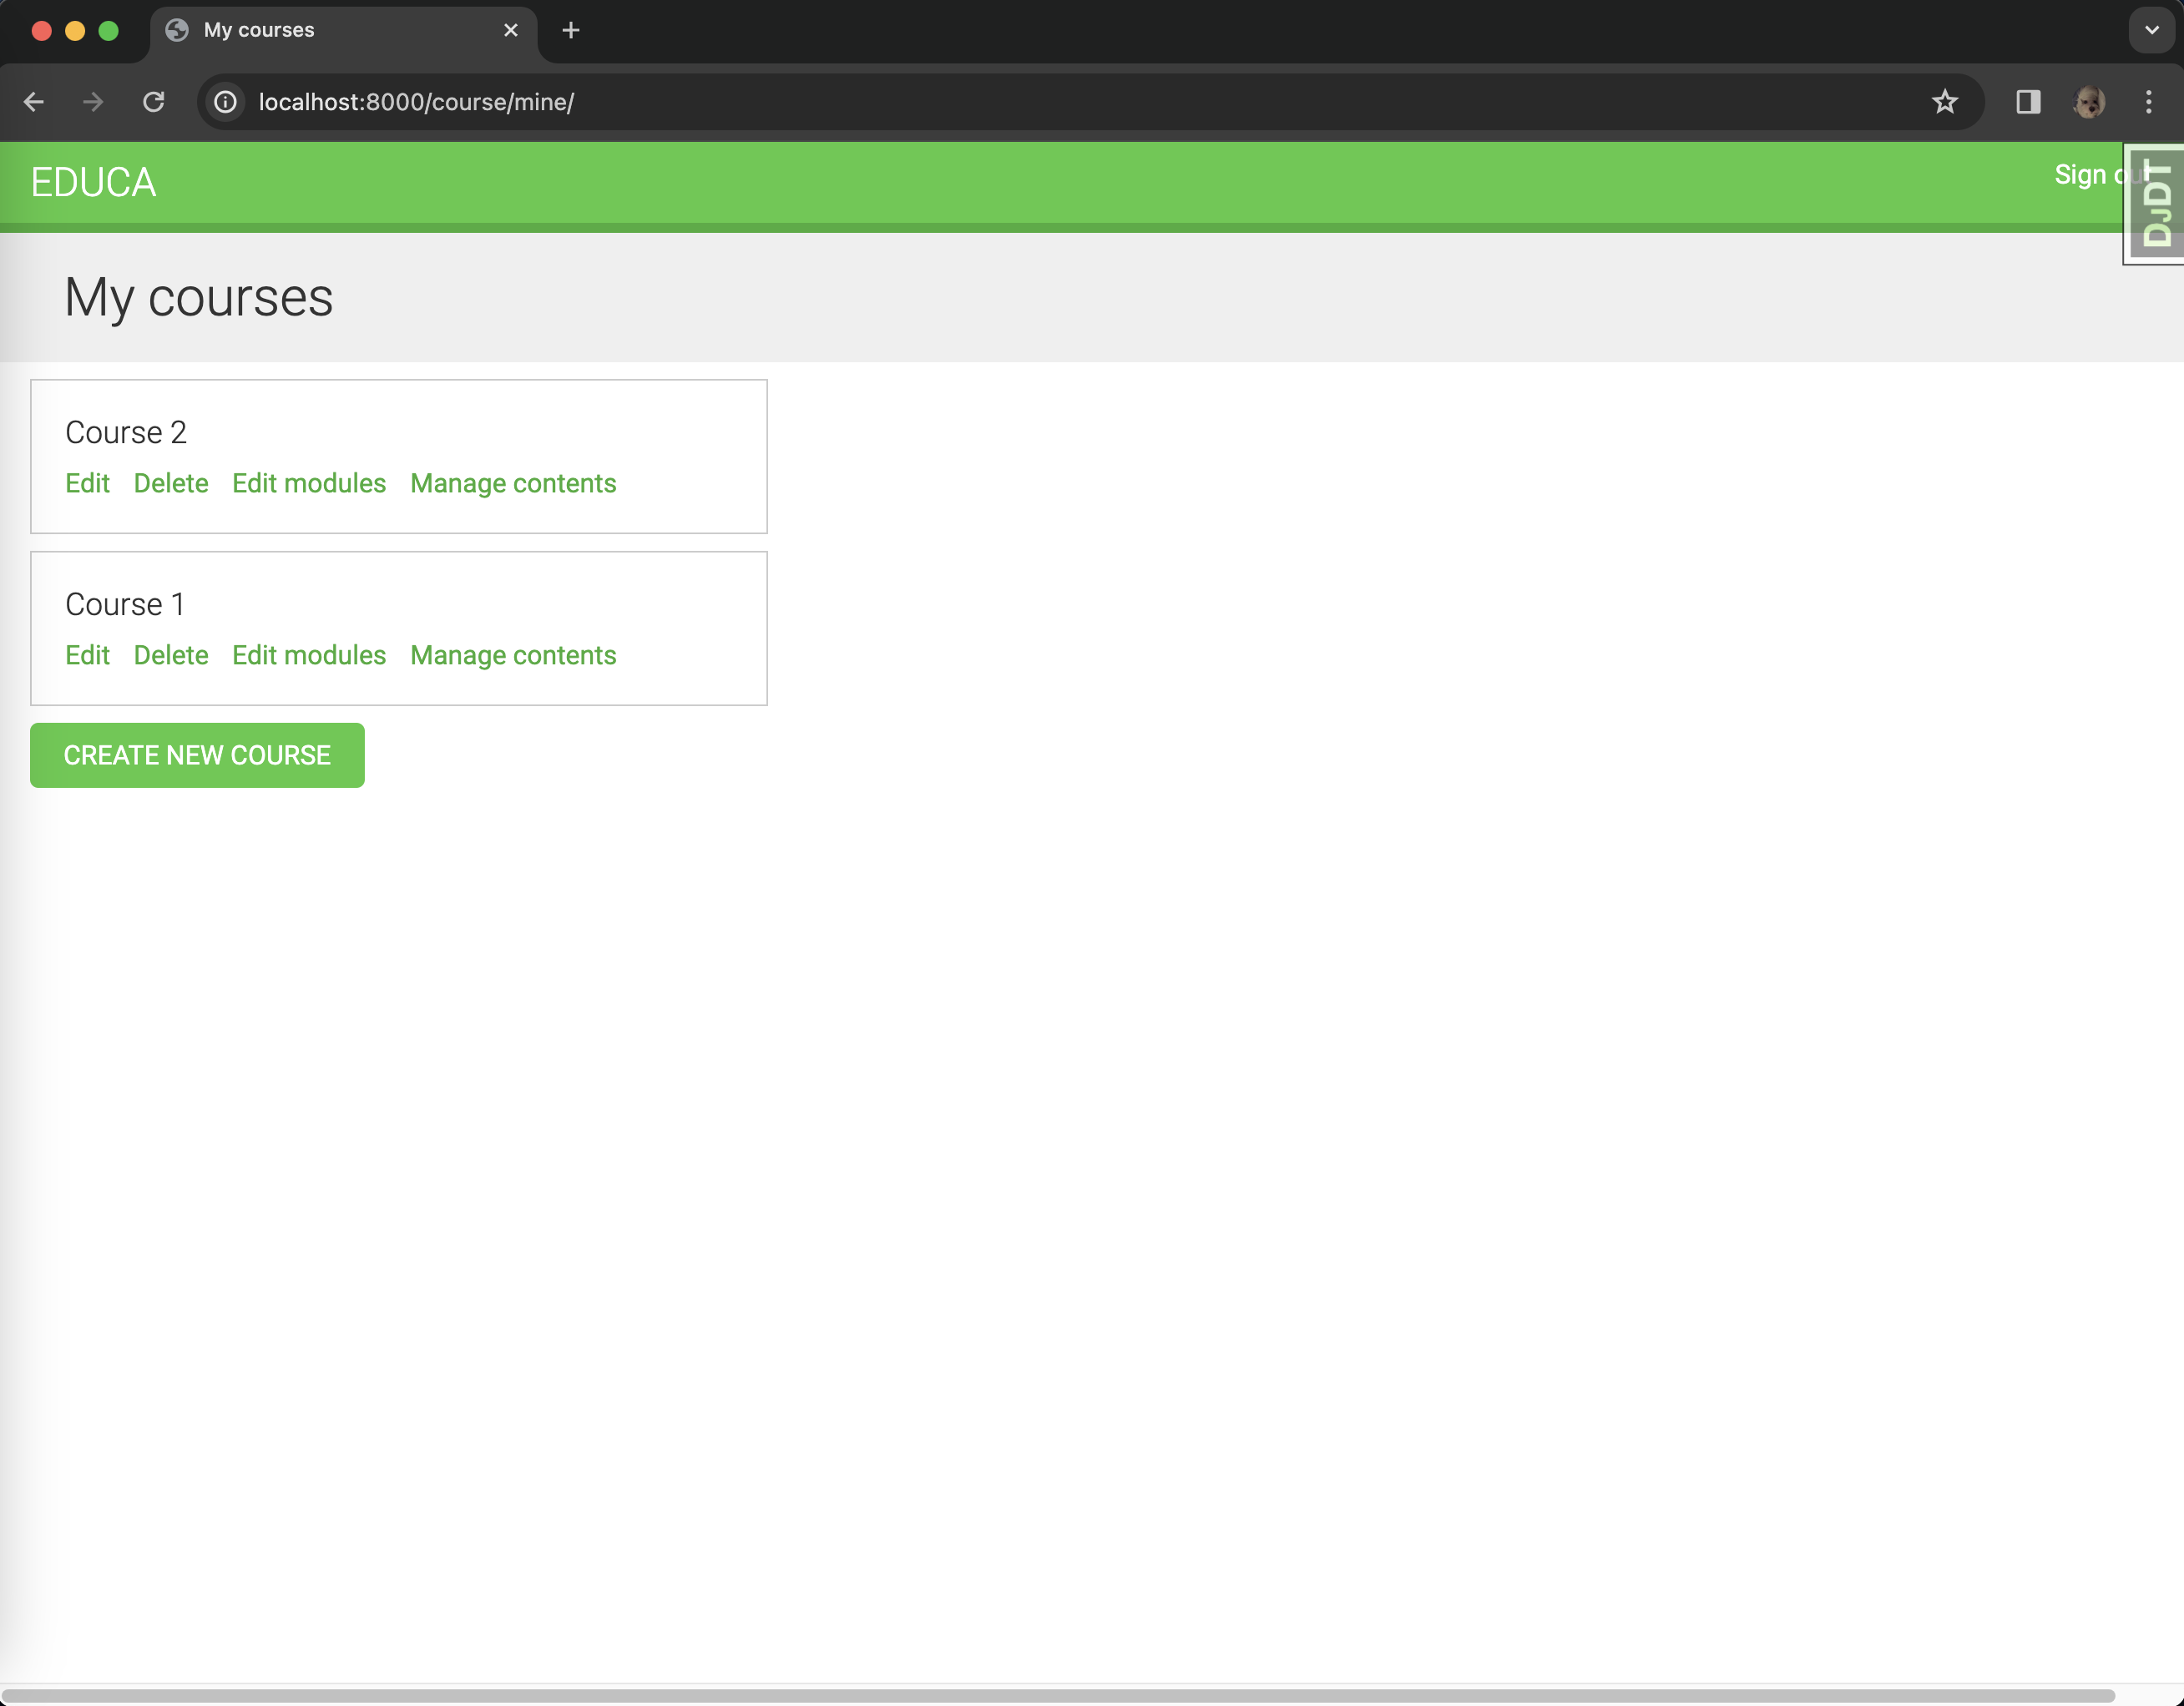 My courses
localhost:8000/course/mine/
EDUCA
Sign out
DJDT
My courses
Course 2
Edit Delete Edit modules Manage contents
Course 1
Edit Delete Edit modules Manage contents
CREATE NEW COURSE